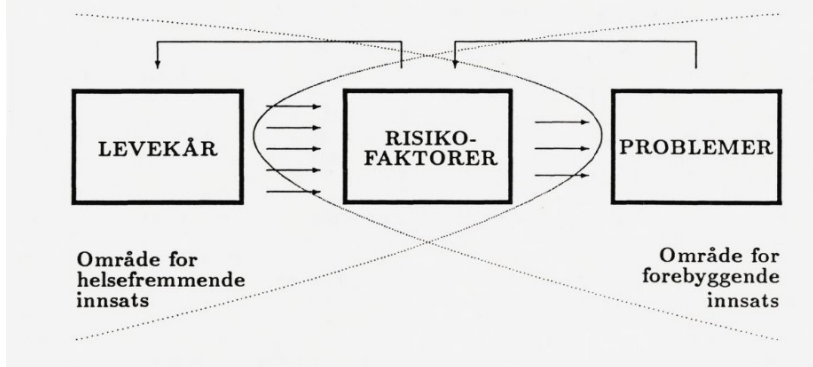 LEVEKÅR
RISIKO-
FAKTORER
PROBLEMER
Område for
helsefremmende
innsats
Område for
forebyggende
innsats